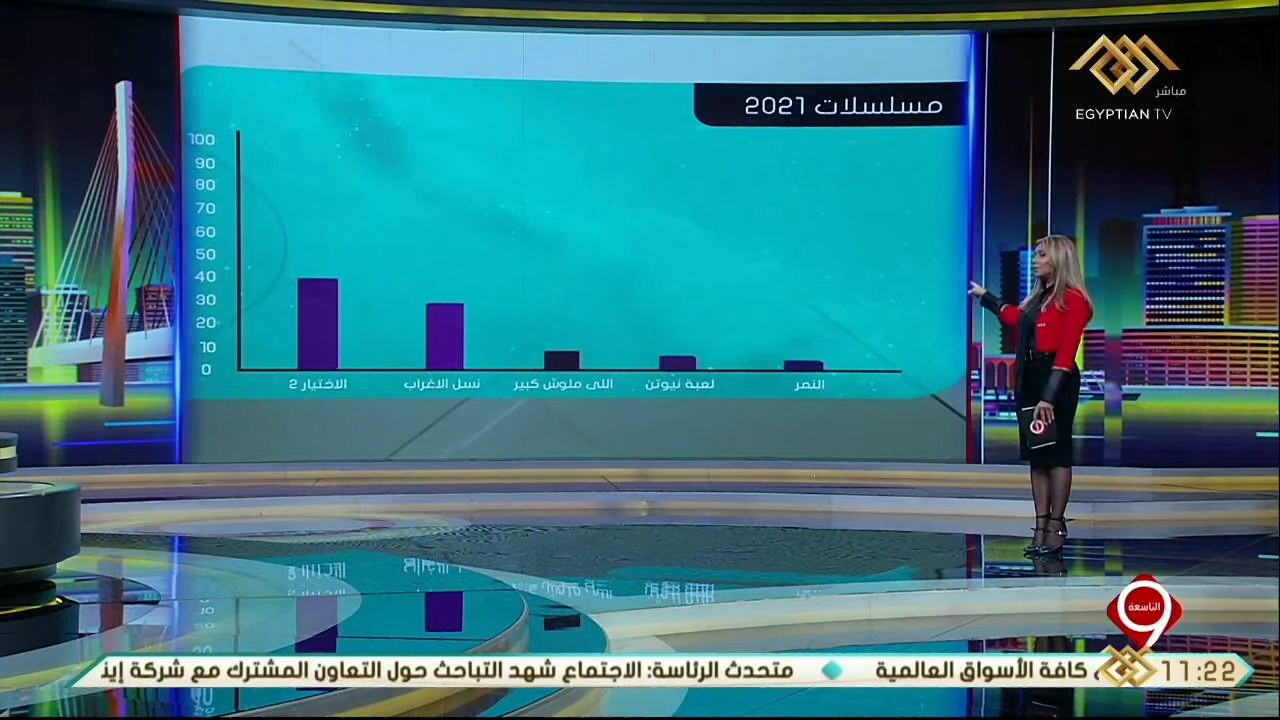 مسلسلات 2021
100
90
80
70
60
50
40
30
20
10
0
الاختيار 2
نسل الاغراب
اللى ملوش كبير
لعبة نيوتن
النمر
مباشر
EGYPTIAN TV
التاسعة
9
11:22
كافة الأسواق العالمية
متحدث الرئاسة: الاجتماع شهد التباحث حول التعاون المشترك مع شركة